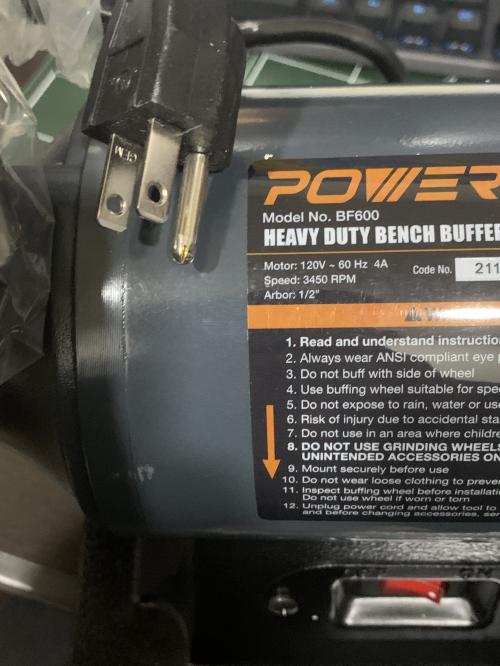 POWER
Model No. BF600
HEAVY DUTY BENCH BUFFER
Motor: 120V ~ 60 Hz 4A
Code No. 211
Speed: 3450 RPM
Arbor: 1/2"
1. Read and understand instructio
2. Always wear ANSI compliant eye
3. Do not buff with side of wheel
4. Use buffing wheel suitable for spe
5. Do not expose to rain, water or use
6. Risk of injury due to accidental sta
7. Do not use in an area where childre
8. DO NOT USE GRINDING WHEELS
UNINTENDED ACCESSORIES ON
9. Mount securely before use
10. Do not wear loose clothing to preven
11. Inspect buffing wheel before installati
Do not use wheel if worn or torn
12. Unplug power cord and allow tool to
and before changing accessories, ser